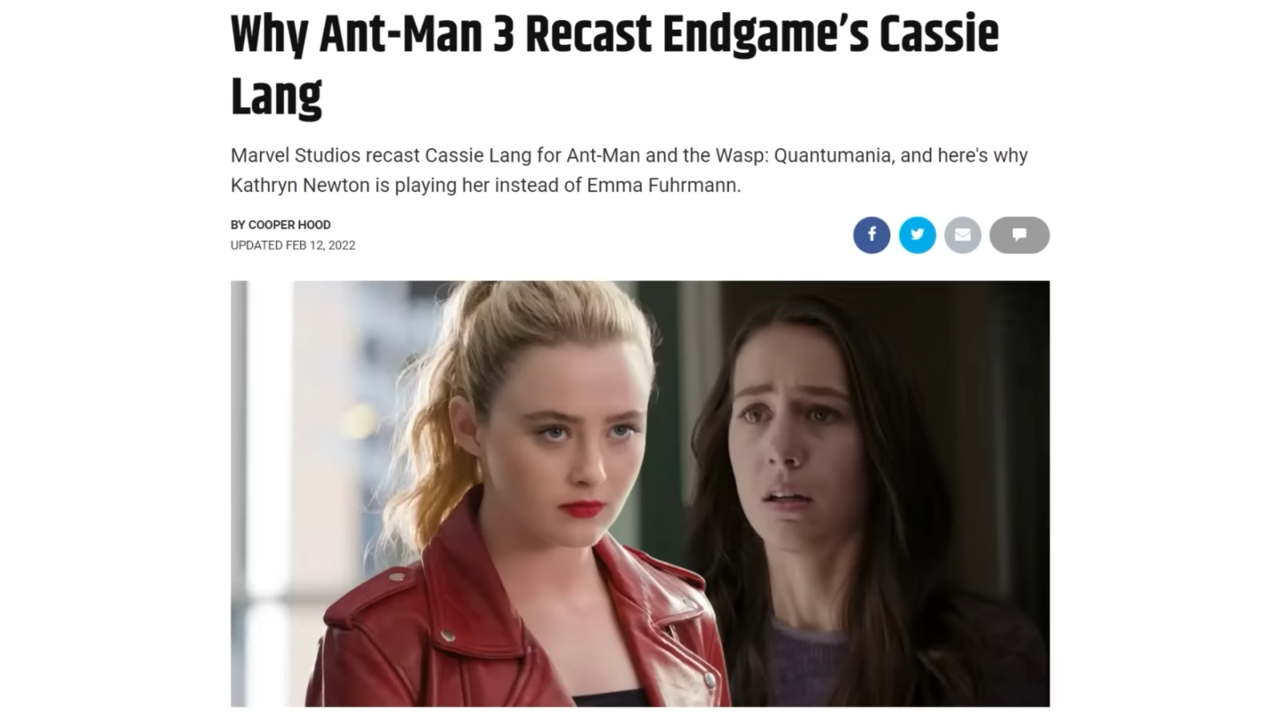 Why Ant-Man 3 Recast Endgame’s Cassie
Lang
Marvel Studios recast Cassie Lang for Ant-Man and the Wasp: Quantumania, and here's why
Kathryn Newton is playing her instead of Emma Fuhrmann.
BY COOPER HOOD
UPDATED FEB 12, 2022